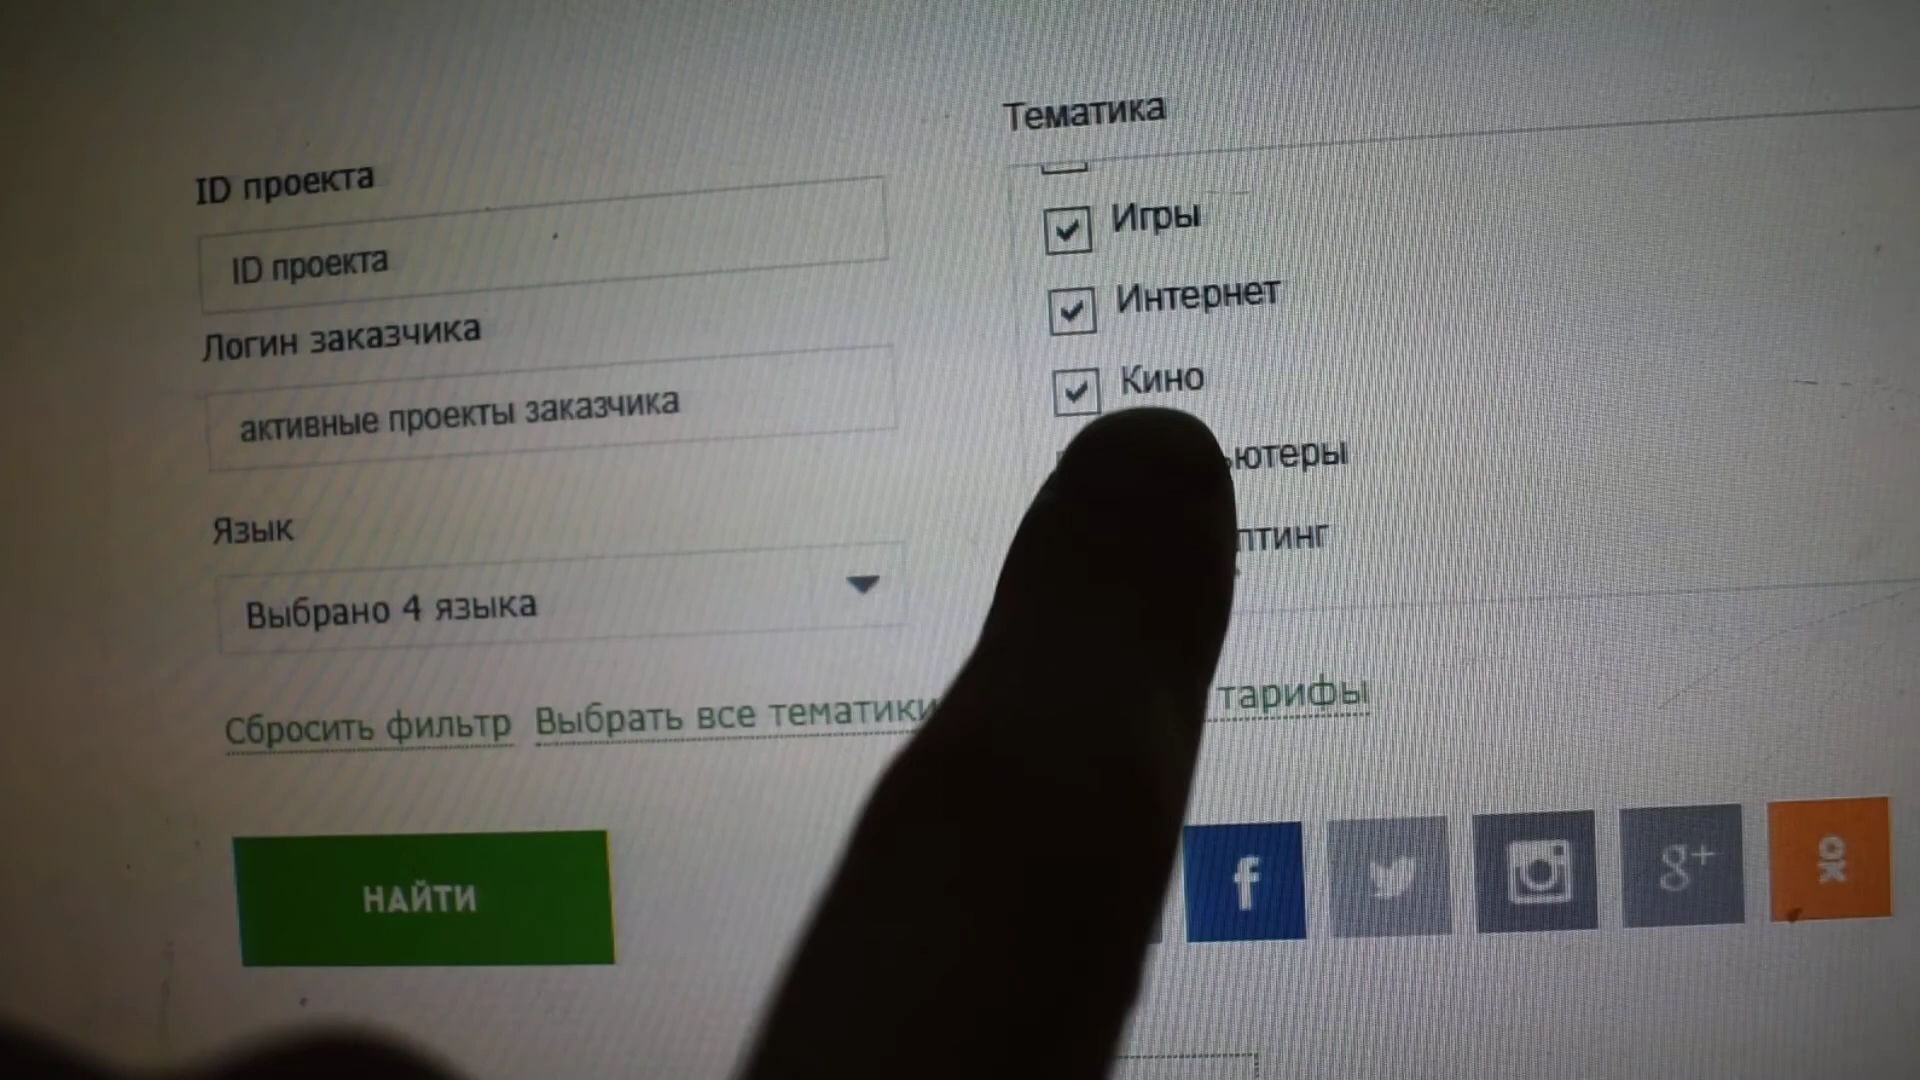 ID проекта
ID проекта
Логин заказчика
активные проекты заказчика
Язык
Выбрано 4 языка
Тематика
Игры
Интернет
Кино
Сбросить фильтр Выбрать все тематики тарифы
НАЙТИ
f
g+